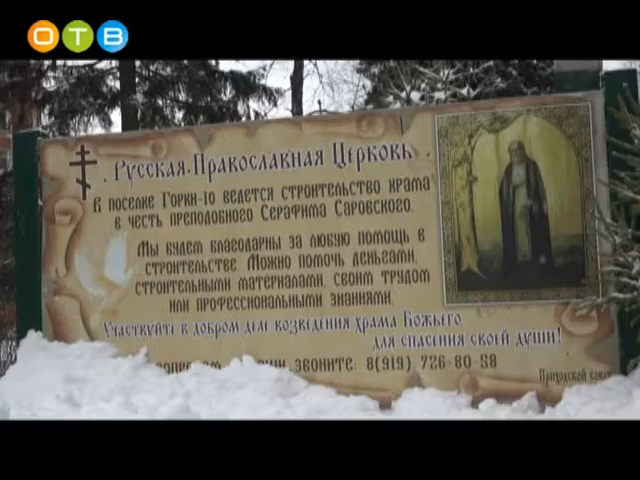 ОТВ
Русская Православная Церковь
В поселке Горки-10 ведется строительство храма
в честь преподобного Серафима Саровского.
Мы будем благодарны за любую помощь в
строительстве. Можно помочь деньгами,
строительными материалами, своим трудом
или профессиональными знаниями.
Участвуйте в добром деле возведения храма Божьего
для спасения своей души!
звоните: 8(919) 726-80-58
Приходской